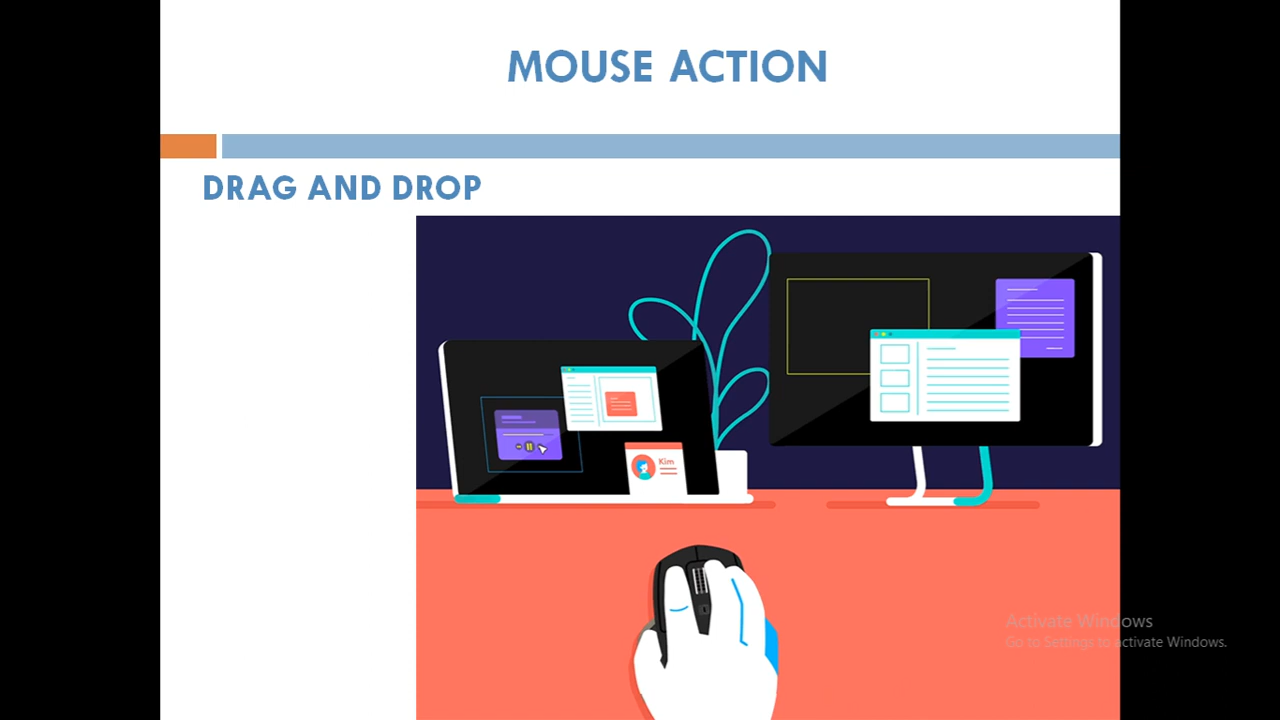 MOUSE ACTION
DRAG AND DROP
Kim
Activate Windows
Go to Settings to activate Windows.